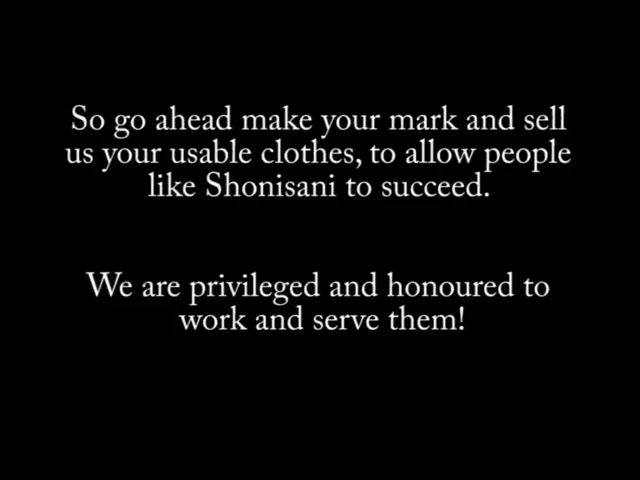 So go ahead make your mark and sell
us your usable clothes, to allow people
like Shonisani to succeed.
We are privileged and honoured to
work and serve them!